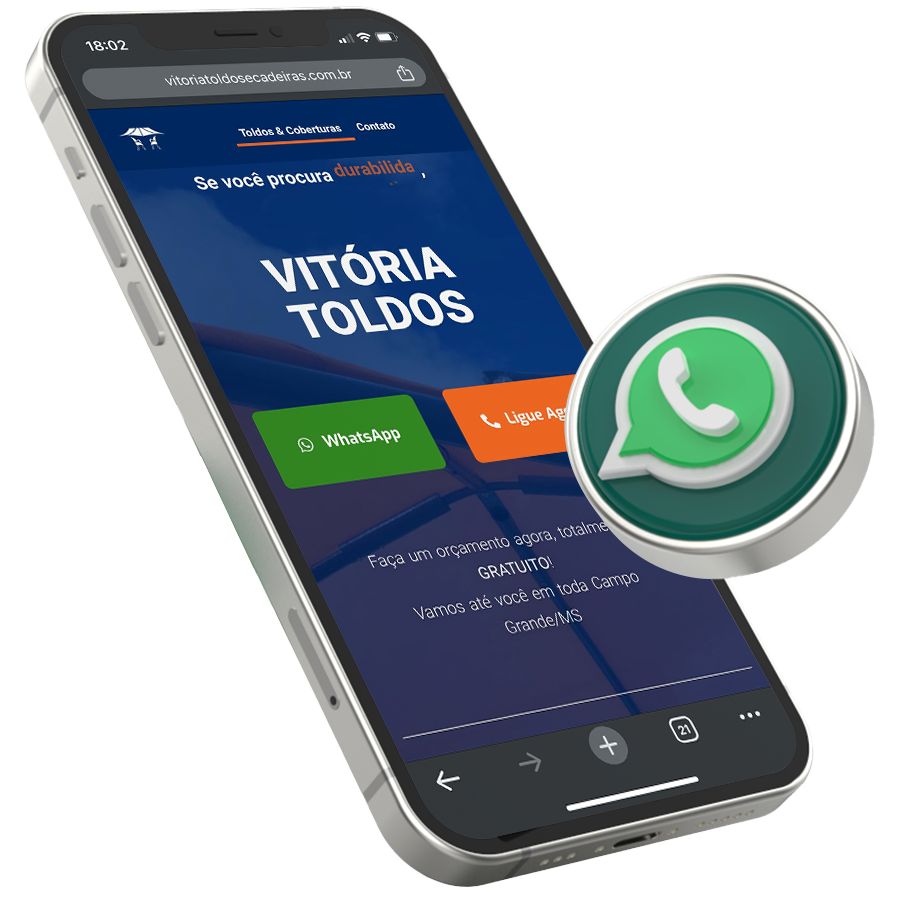 18:02
vitoriatoldosecadeiras.com.br
Toldos & Coberturas Contato
Se você procura durabilida ,
VITÓRIA
TOLDOS
WhatsApp
Ligue Ag
Faça um orçamento agora, totalme
GRATUITO!
Vamos até você em toda Campo
Grande/MS
21